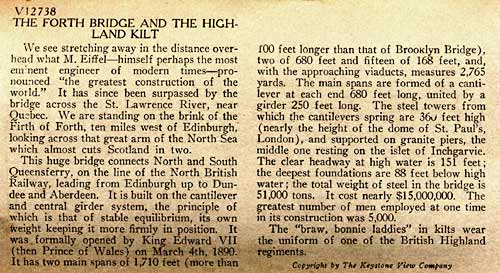 V12738
THE FORTH BRIDGE AND THE HIGH-
LAND KILT
We see stretching away in the distance over-
head what M. Eiffel—himself perhaps the most
eminent engineer of modern times—pro-
nounced "the greatest construction of the
world." It has since been surpassed by the
bridge across the St. Lawrence River, near
Quebec. We are standing on the brink of the
Firth of Forth, ten miles west of Edinburgh,
looking across that great arm of the North Sea
which almost cuts Scotland in two.
This huge bridge connects North and South
Queensferry, on the line of the North British
Railway, leading from Edinburgh up to Dun-
dee and Aberdeen. It is built on the cantilever
and central girder system, the principle of
which is that of stable equilibrium, its own
weight keeping it more firmly in position. It
was formally opened by King Edward VII
(then Prince of Wales) on March 4th, 1890.
It has two main spans of 1,710 feet (more than
100 feet longer than that of Brooklyn Bridge),
two of 680 feet and fifteen of 168 feet, and,
with the approaching viaducts, measures 2,765
yards. The main spans are formed of a canti-
lever at each end 680 feet long, united by a
girder 250 feet long. The steel towers from
which the cantilevers spring are 360 feet high
(nearly the height of the dome of St. Paul's,
London), and supported on granite piers, the
middle one resting on the islet of Inchgarvie.
The clear headway at high water is 151 feet;
the deepest foundations are 88 feet below high
water; the total weight of steel in the bridge is
51,000 tons. It cost nearly $15,000,000. The
greatest number of men employed at one time
in its construction was 5,000.
The "braw, bonnie laddies" in kilts wear
the uniform of one of the British Highland
regiments.
Copyright by The Keystone View Company